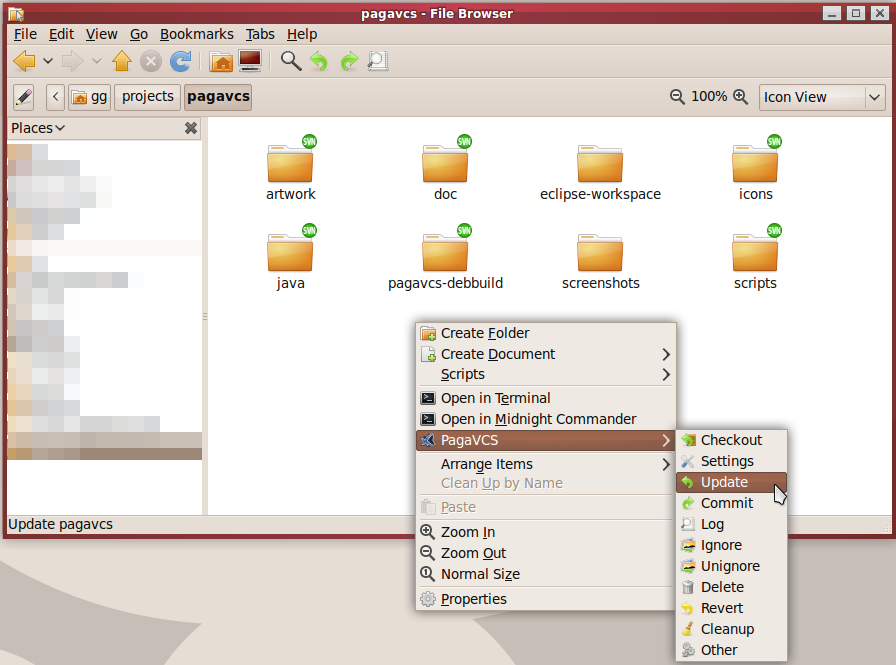 pagavcs - File Browser
File Edit View Go Bookmarks Tabs Help
gg projects pagavcs 100% Icon View
Places
SVN SVN SVN
artwork doc eclipse-workspace icons
SVN SVN SVN
java pagavcs-debbuild screenshots scripts
Create Folder
Create Document
Scripts
Open in Terminal
Open in Midnight Commander
PagaVCS
Arrange Items
Clean Up by Name
Paste
Zoom In
Zoom Out
Normal Size
Properties
Checkout
Settings
Update
Commit
Log
Ignore
Unignore
Delete
Revert
Cleanup
Other
Update pagavcs